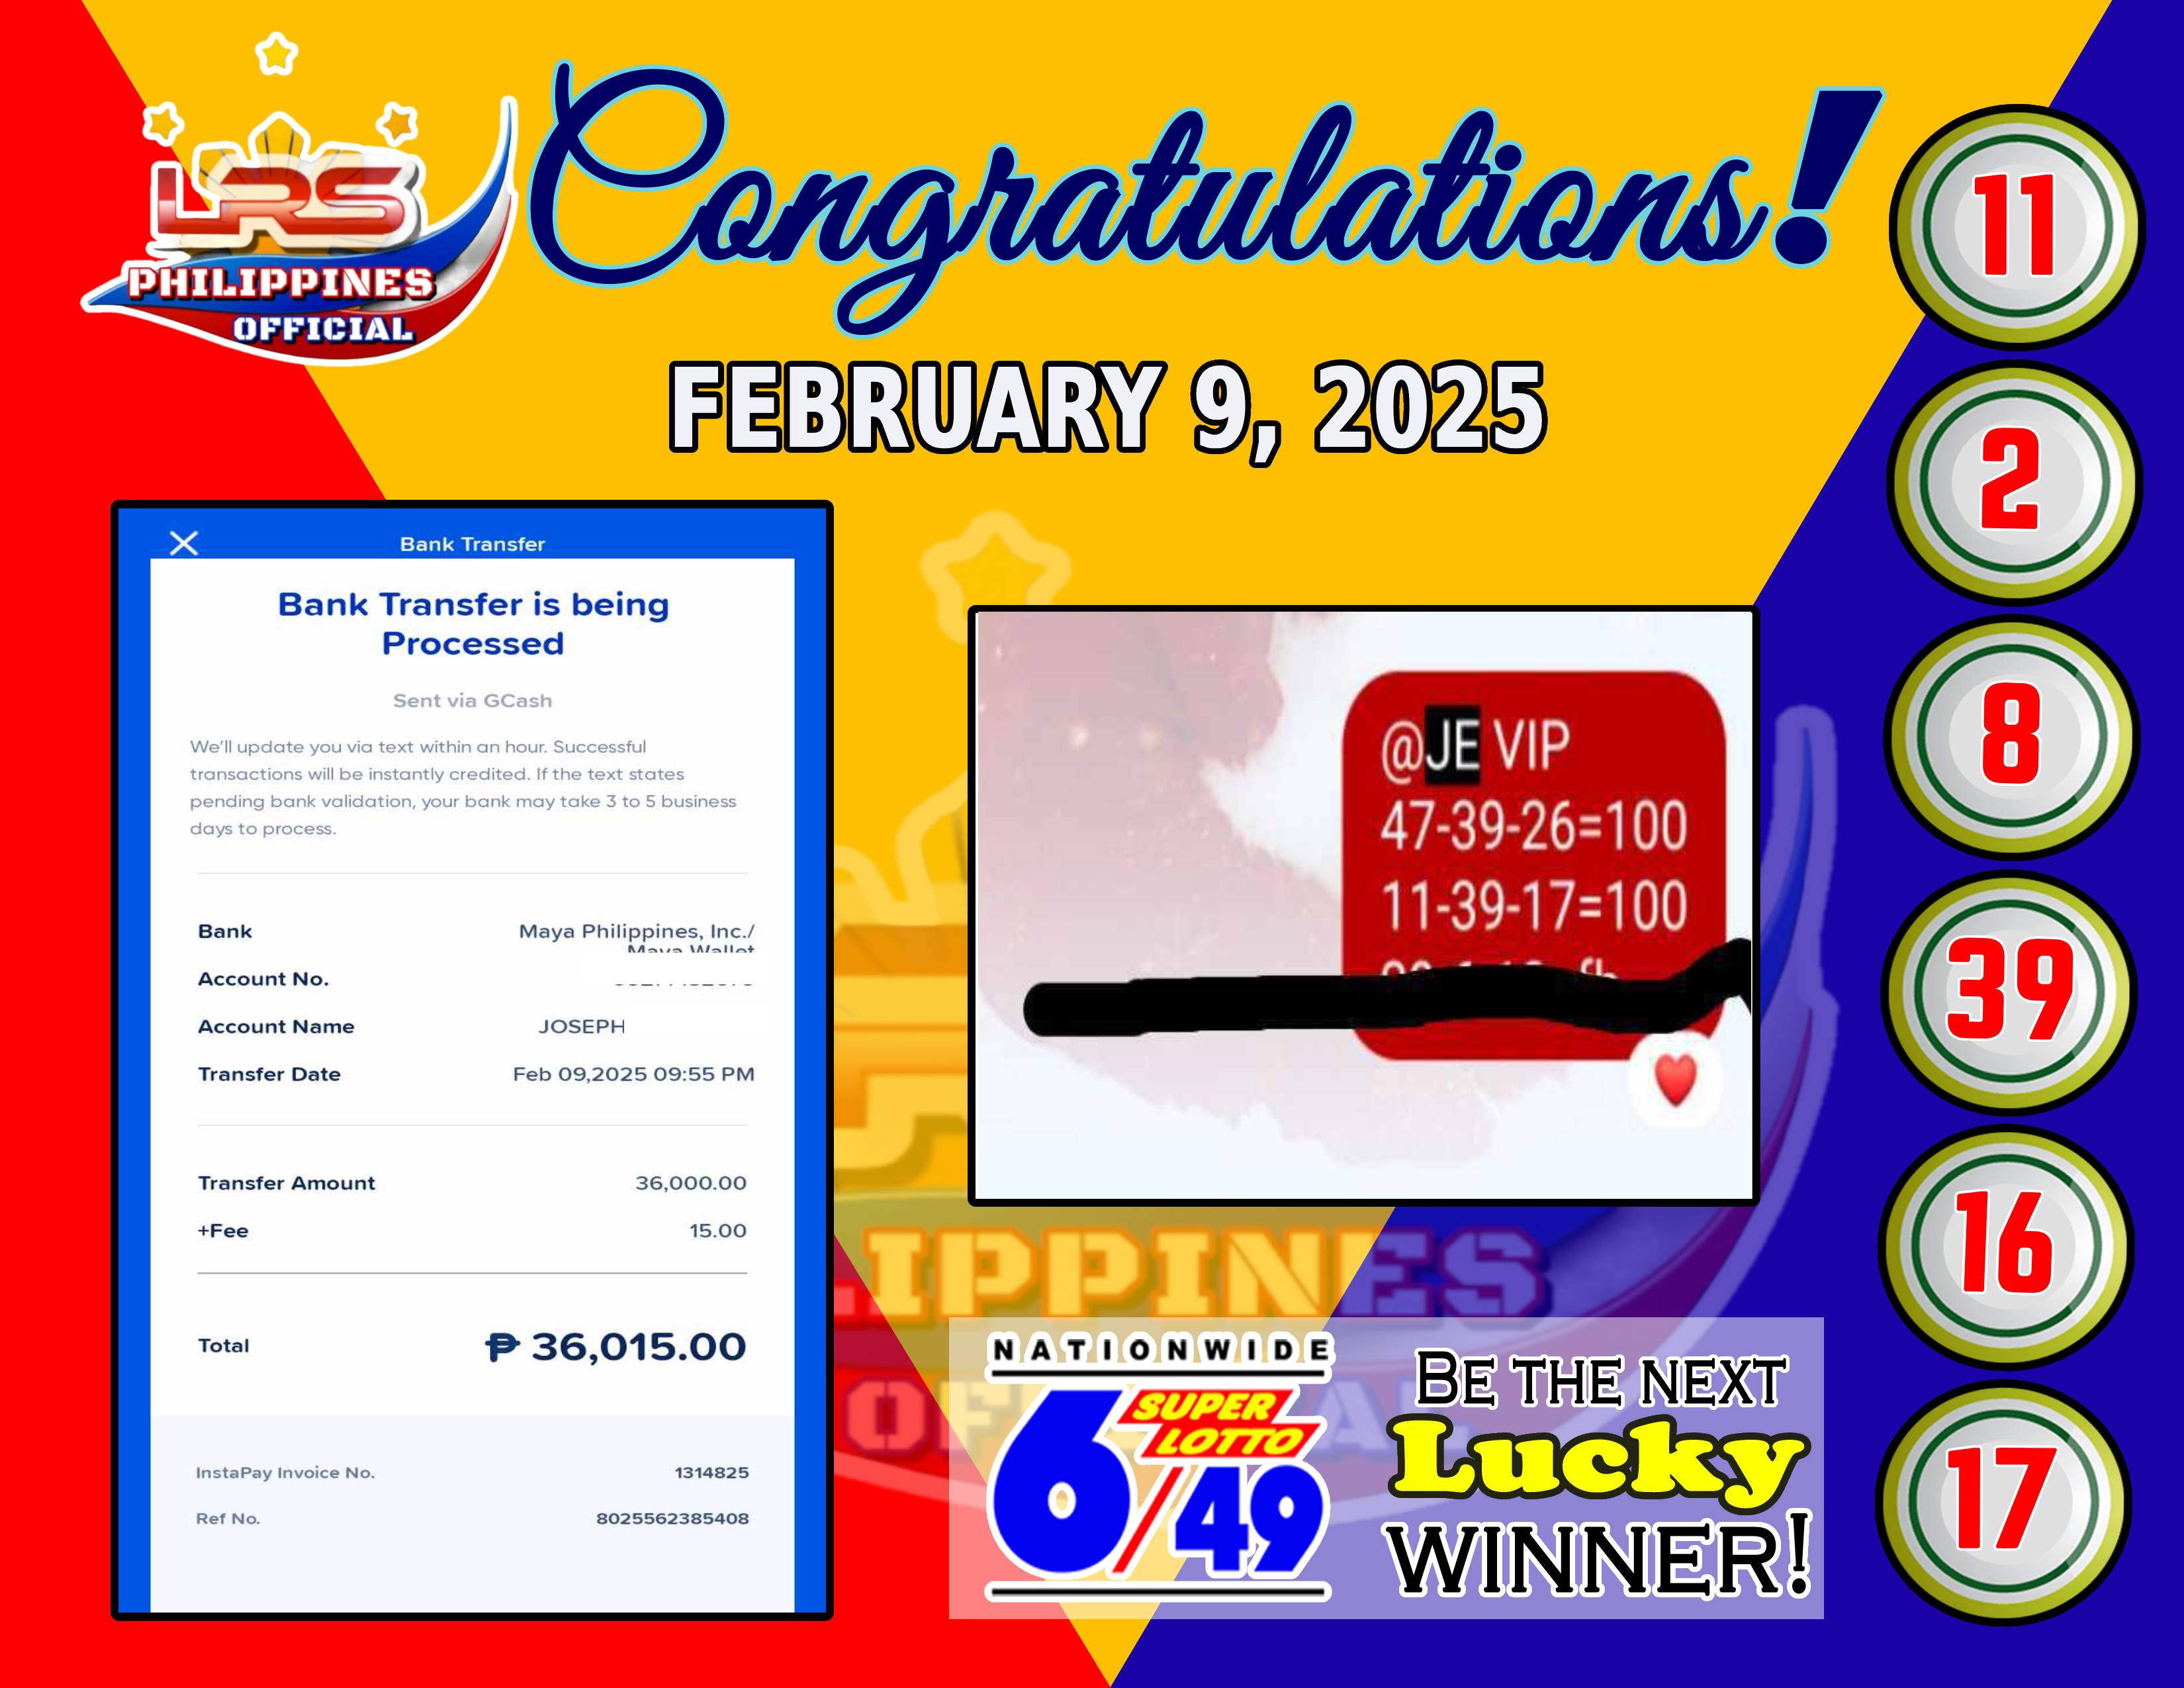 LRS
PHILIPPINES
OFFICIAL
Congratulations!
FEBRUARY 9, 2025
Bank Transfer
Bank Transfer is being
Processed
Sent via GCash
We'll update you via text within an hour. Successful
transactions will be instantly credited. If the text states
pending bank validation, your bank may take 3 to 5 business
days to process.
Bank Maya Philippines, Inc./
Maya Wallet
Account No.
Account Name JOSEPH
Transfer Date Feb 09,2025 09:55 PM
Transfer Amount 36,000.00
+Fee 15.00
Total ₱ 36,015.00
InstaPay Invoice No. 1314825
Ref No. 8025562385408
@JE VIP
47-39-26=100
11-39-17=100
LIPPINES
NATIONWIDE
SUPER
LOTTO
6/49
BE THE NEXT
Lucky
WINNER!
11
2
8
39
16
17